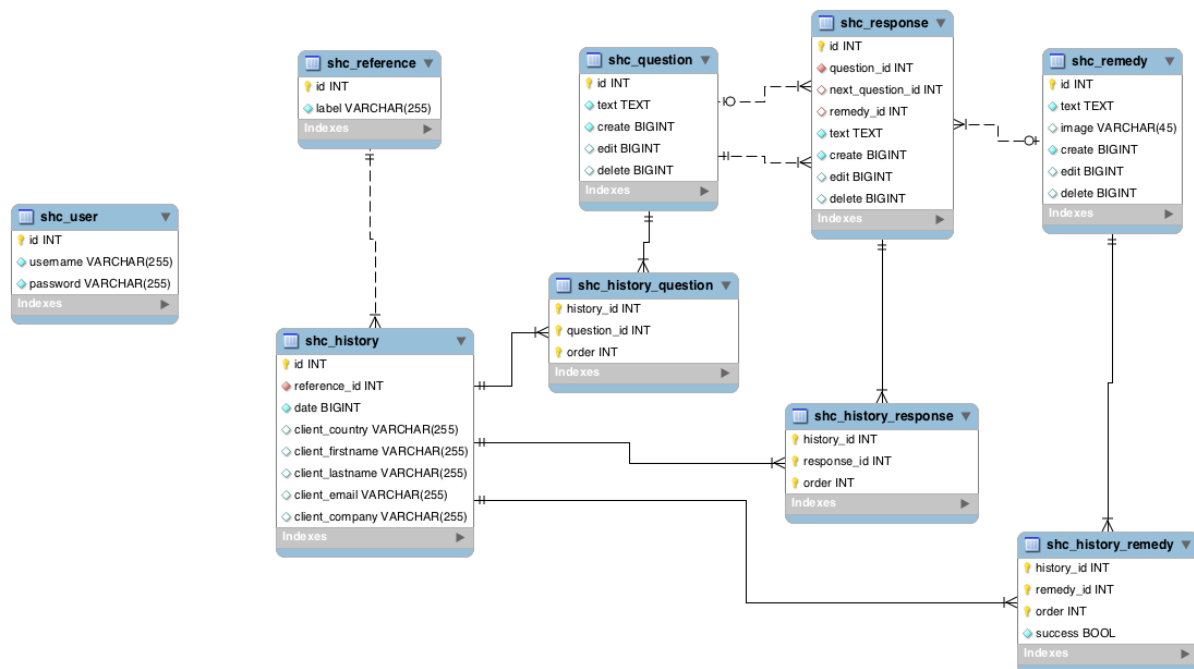 shc_reference
id INT
label VARCHAR(255)
Indexes
shc_question
id INT
text TEXT
create BIGINT
edit BIGINT
delete BIGINT
Indexes
shc_response
id INT
question_id INT
next_question_id INT
remedy_id INT
text TEXT
create BIGINT
edit BIGINT
delete BIGINT
Indexes
shc_remedy
id INT
text TEXT
image VARCHAR(45)
create BIGINT
edit BIGINT
delete BIGINT
Indexes
shc_user
id INT
username VARCHAR(255)
password VARCHAR(255)
Indexes
shc_history_question
history_id INT
question_id INT
order INT
Indexes
shc_history
id INT
reference_id INT
date BIGINT
client_country VARCHAR(255)
client_firstname VARCHAR(255)
client_lastname VARCHAR(255)
client_email VARCHAR(255)
client_company VARCHAR(255)
Indexes
shc_history_response
history_id INT
response_id INT
order INT
Indexes
shc_history_remedy
history_id INT
remedy_id INT
order INT
success BOOL
Indexes